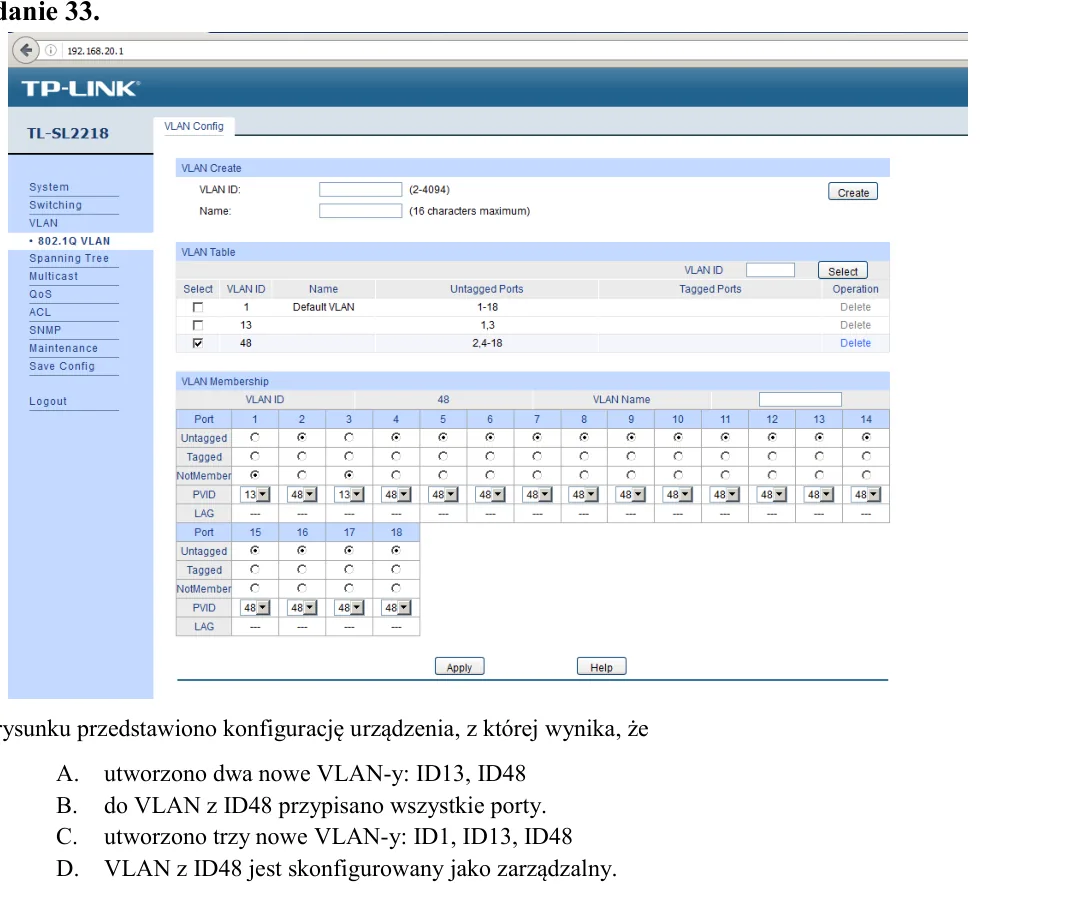 danie 33.
192.168.20.1
TP-LINK
TL-SL2218
VLAN Config
System
Switching
VLAN
• 802.1Q VLAN
Spanning Tree
Multicast
QoS
ACL
SNMP
Maintenance
Save Config
Logout
VLAN Create
VLAN ID: (2-4094)
Create
Name: (16 characters maximum)
VLAN Table
VLAN ID Select
Select VLAN ID Name Untagged Ports Tagged Ports Operation
1 Default VLAN 1-18 Delete
13 1,3 Delete
48 2,4-18 Delete
VLAN Membership
VLAN ID 48 VLAN Name
Port 1 2 3 4 5 6 7 8 9 10 11 12 13 14
Untagged
Tagged
NotMember
PVID 13 48 13 48 48 48 48 48 48 48 48 48 48 48
LAG --- --- --- --- --- --- --- --- --- --- --- --- --- ---
Port 15 16 17 18
Untagged
Tagged
NotMember
PVID 48 48 48 48
LAG --- --- --- ---
Apply Help
rysunku przedstawiono konfigurację urządzenia, z której wynika, że
A. utworzono dwa nowe VLAN-y: ID13, ID48
B. do VLAN z ID48 przypisano wszystkie porty.
C. utworzono trzy nowe VLAN-y: ID1, ID13, ID48
D. VLAN z ID48 jest skonfigurowany jako zarządzalny.